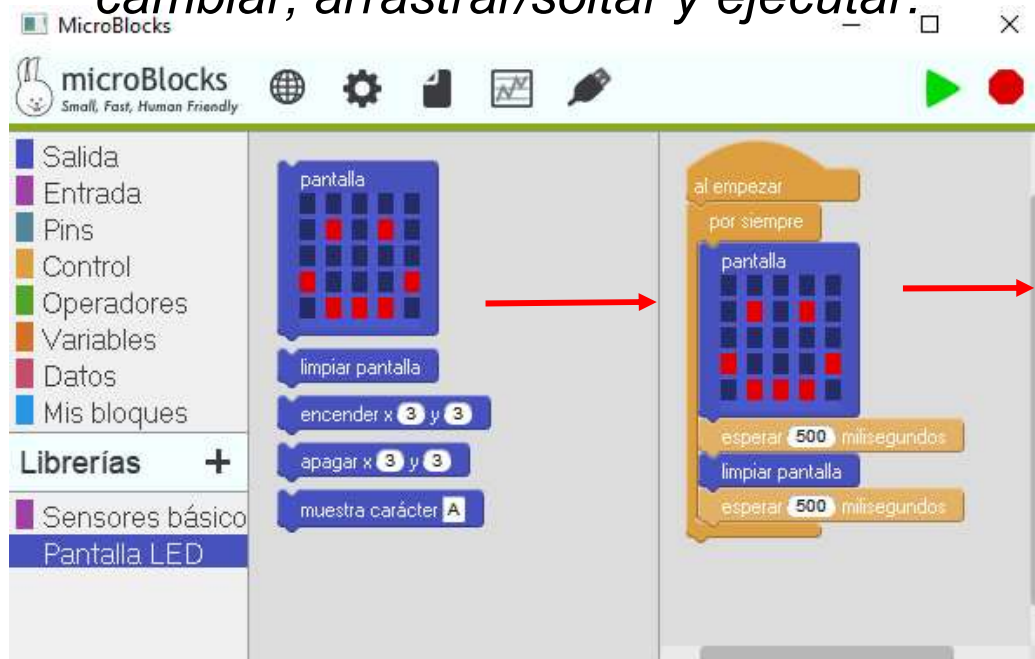 cambiar, arrastrar/soltar y ejecutar.
MicroBlocks
microBlocks
Small, Fast, Human Friendly
Salida
Entrada
Pins
Control
Operadores
Variables
Datos
Mis bloques
Librerías +
Sensores básico
Pantalla LED
pantalla
limpiar pantalla
encender x 3 y 3
apagar x 3 y 3
muestra carácter A
al empezar
por siempre
pantalla
esperar 500 milisegundos
limpiar pantalla
esperar 500 milisegundos